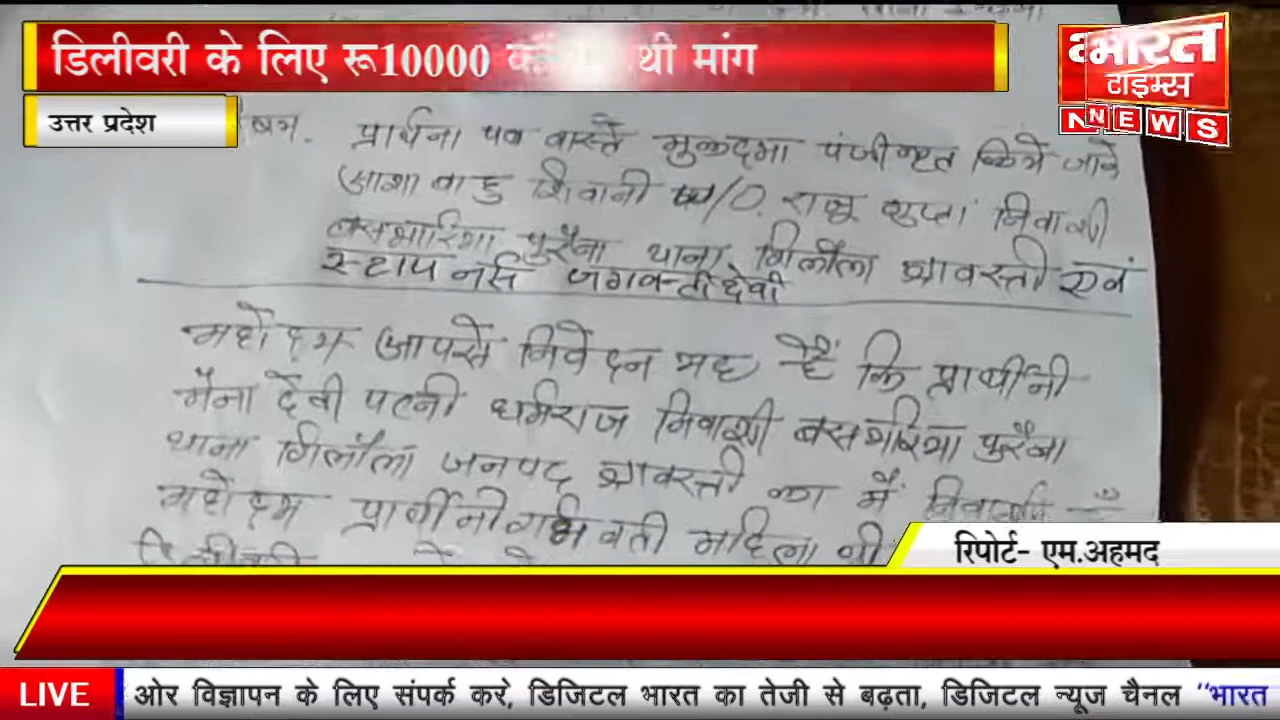 डिलीवरी के लिए रू10000 थी मांग
भारत
टाइम्स
NEWS
उत्तर प्रदेश
प्रार्थना पत्र वास्ते मुकदमा पंजीकृत किये जाने
आशा बहु शिवानी W/O. राजू गुप्ता निवासी
पुरैना थाना गिलौला श्रावस्ती एवं
स्टाप नर्स भगवती देवी
महोदय आपसे निवेदन यह है कि प्रार्थीनी
मैना देवी पत्नी धर्मराज निवाशी बसभरिया पुरैना
थाना गिलौला जनपद श्रावस्ती का मैं
महोदय प्रार्थीनी गर्भवती महिला थी
रिपोर्ट- एम.अहमद
LIVE ओर विज्ञापन के लिए संपर्क करे, डिजिटल भारत का तेजी से बढ़ता, डिजिटल न्यूज चैनल "भारत